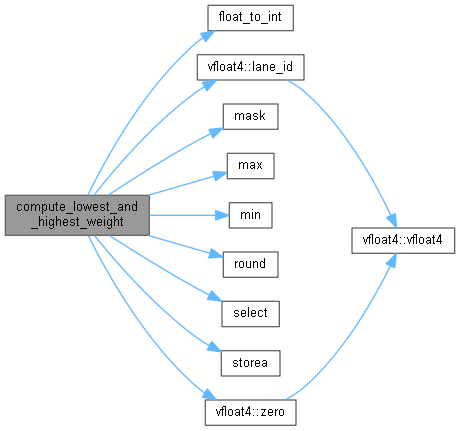 float_to_int
vfloat4::lane_id
mask
max
compute_lowest_and
_highest_weight
min
vfloat4::vfloat4
round
select
storea
vfloat4::zero